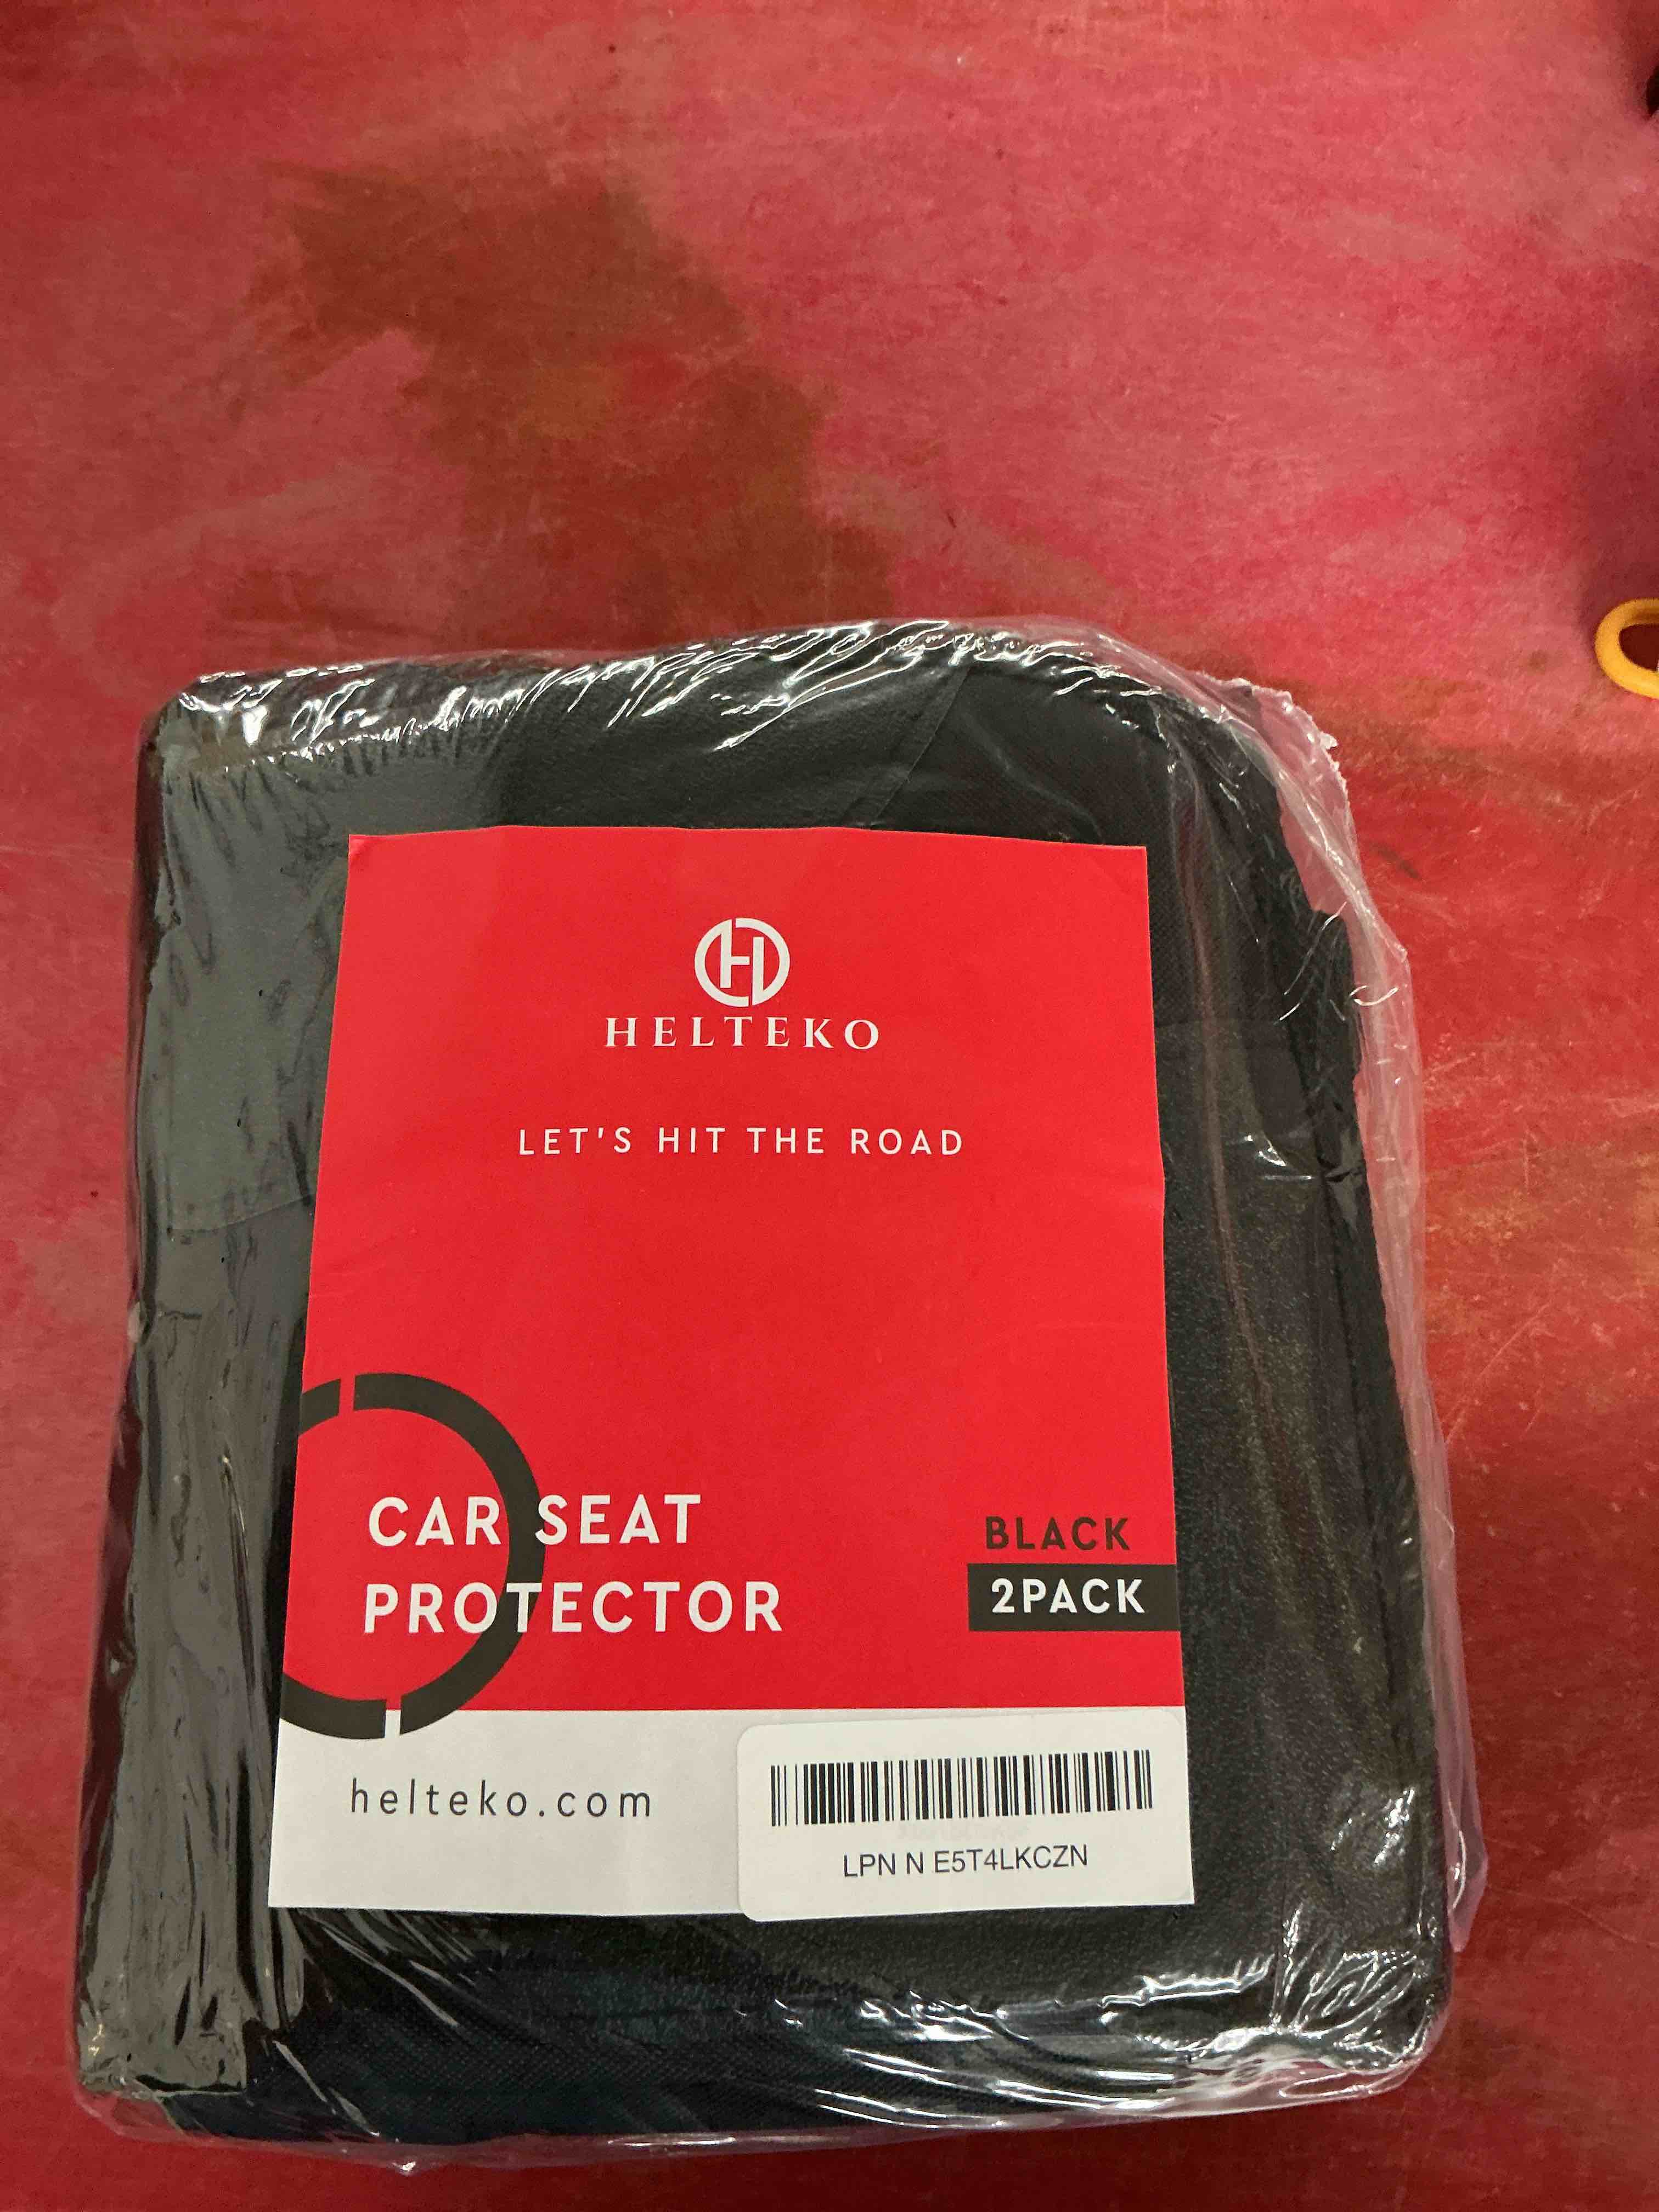 HELTEKO
LET'S HIT THE ROAD
CAR SEAT
PROTECTOR
BLACK
2PACK
helteko.com
LPN N E5T4LKCZN